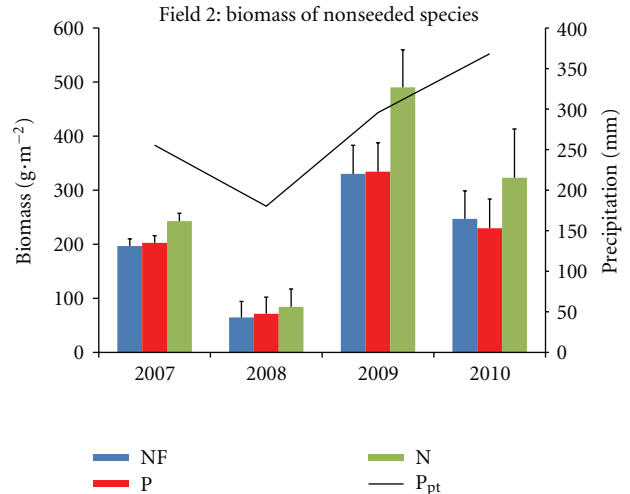 Field 2: biomass of nonseeded species
600
500
400
300
200
100
0
Biomass (g·m⁻²)
400
350
300
250
200
150
100
50
0
Precipitation (mm)
2007 2008 2009 2010
NF N
P P_pt